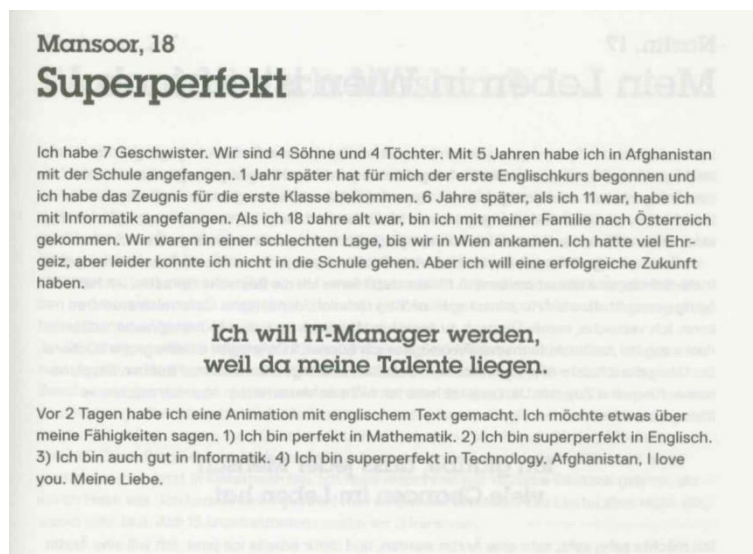 Mansoor, 18
Superperfekt
Ich habe 7 Geschwister. Wir sind 4 Söhne und 4 Töchter. Mit 5 Jahren habe ich in Afghanistan
mit der Schule angefangen. 1 Jahr später hat für mich der erste Englischkurs begonnen und
ich habe das Zeugnis für die erste Klasse bekommen. 6 Jahre später, als ich 11 war, habe ich
mit Informatik angefangen. Als ich 18 Jahre alt war, bin ich mit meiner Familie nach Österreich
gekommen. Wir waren in einer schlechten Lage, bis wir in Wien ankamen. Ich hatte viel Ehr-
geiz, aber leider konnte ich nicht in die Schule gehen. Aber ich will eine erfolgreiche Zukunft
haben.
Ich will IT-Manager werden,
weil da meine Talente liegen.
Vor 2 Tagen habe ich eine Animation mit englischem Text gemacht. Ich möchte etwas über
meine Fähigkeiten sagen. 1) Ich bin perfekt in Mathematik. 2) Ich bin superperfekt in Englisch.
3) Ich bin auch gut in Informatik. 4) Ich bin superperfekt in Technology, Afghanistan, I love
you. Meine Liebe.